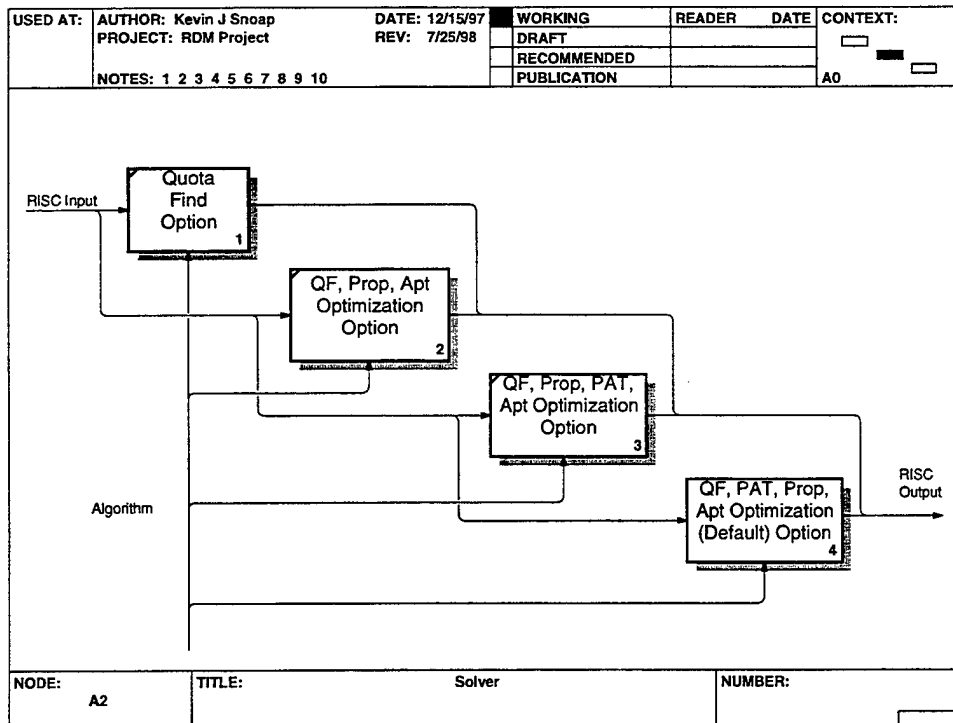 USED AT:
AUTHOR: Kevin J Snoap
DATE: 12/15/97
PROJECT: RDM Project
REV: 7/25/98
NOTES: 1 2 3 4 5 6 7 8 9 10
WORKING
DRAFT
RECOMMENDED
PUBLICATION
READER DATE
CONTEXT:
A0
RISC Input
Quota
Find
Option
1
QF, Prop, Apt
Optimization
Option
2
QF, Prop, PAT,
Apt Optimization
Option
3
QF, PAT, Prop,
Apt Optimization
(Default) Option
4
Algorithm
RISC
Output
NODE:
A2
TITLE:
Solver
NUMBER: